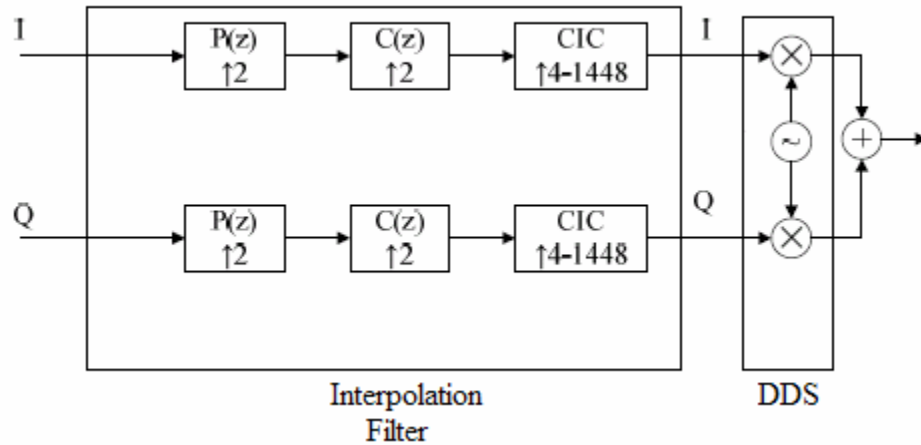 I
P(z)
↑2
C(z)
↑2
CIC
↑4-1448
I
Q
P(z)
↑2
C(z)
↑2
CIC
↑4-1448
Q
~
+
Interpolation
Filter
DDS